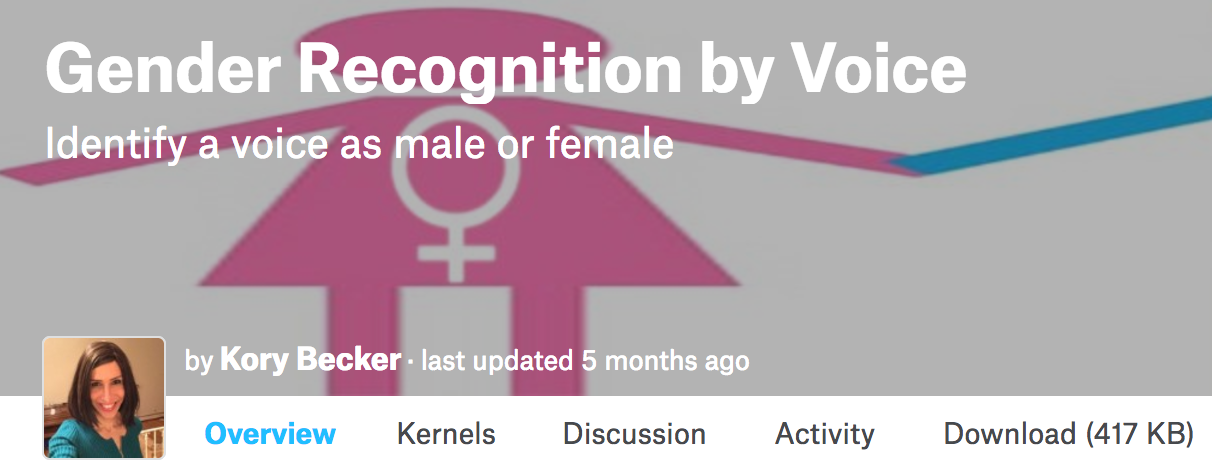 Gender Recognition by Voice
Identify a voice as male or female
by Kory Becker · last updated 5 months ago
Overview Kernels Discussion Activity Download (417 KB)